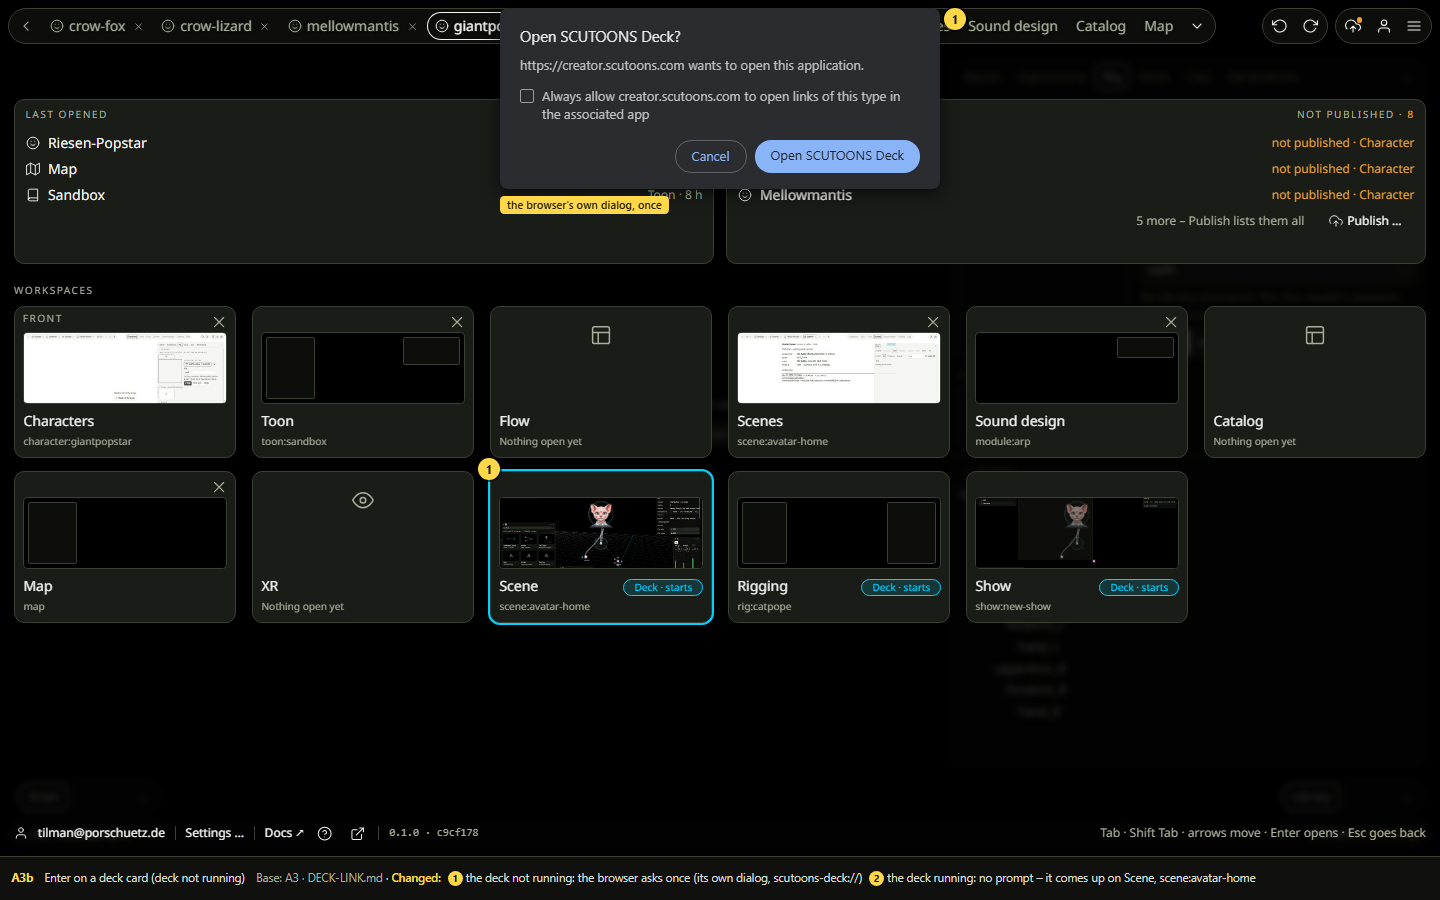 crow-fox
crow-lizard
mellowmantis
giantpo
Sound design
Catalog
Map
1
Open SCUTOONS Deck?
https://creator.scutoons.com wants to open this application.
Always allow creator.scutoons.com to open links of this type in
the associated app
Cancel
Open SCUTOONS Deck
the browser's own dialog, once
LAST OPENED
Riesen-Popstar
Map
Sandbox
Toon · 8 h
NOT PUBLISHED · 8
not published · Character
not published · Character
Mellowmantis
not published · Character
5 more – Publish lists them all
Publish ...
WORKSPACES
FRONT
Characters
character:giantpopstar
Toon
toon:sandbox
Flow
Nothing open yet
Scenes
scene:avatar-home
Sound design
module:arp
Catalog
Nothing open yet
Map
map
XR
Nothing open yet
1
Scene
Deck · starts
scene:avatar-home
Rigging
Deck · starts
rig:catpope
Show
Deck · starts
show:new-show
tilman@porschuetz.de
Settings ...
Docs ↗
0.1.0 · c9cf178
Tab · Shift Tab · arrows move · Enter opens · Esc goes back
A3b Enter on a deck card (deck not running) Base: A3 · DECK-LINK.md · Changed: 1 the deck not running: the browser asks once (its own dialog, scutoons-deck://) 2 the deck running: no prompt – it comes up on Scene, scene:avatar-home